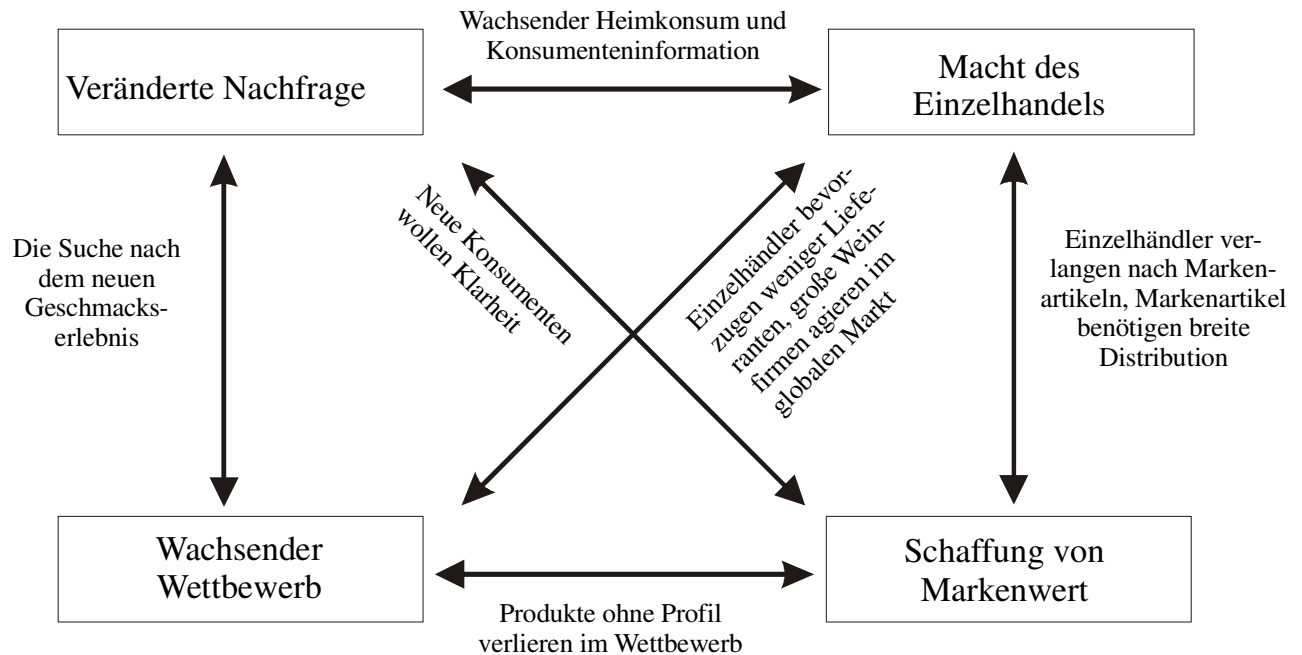 Wachsender Heimkonsum und
Konsumenteninformation
Veränderte Nachfrage
Macht des
Einzelhandels
Die Suche nach
dem neuen
Geschmacks-
erlebnis
Neue Konsumenten
wollen Klarheit
Einzelhändler bevor-
zugen weniger Liefe-
ranten, große Wein-
firmen agieren im
globalen Markt
Einzelhändler ver-
langen nach Marken-
artikeln, Markenartikel
benötigen breite
Distribution
Wachsender
Wettbewerb
Schaffung von
Markenwert
Produkte ohne Profil
verlieren im Wettbewerb